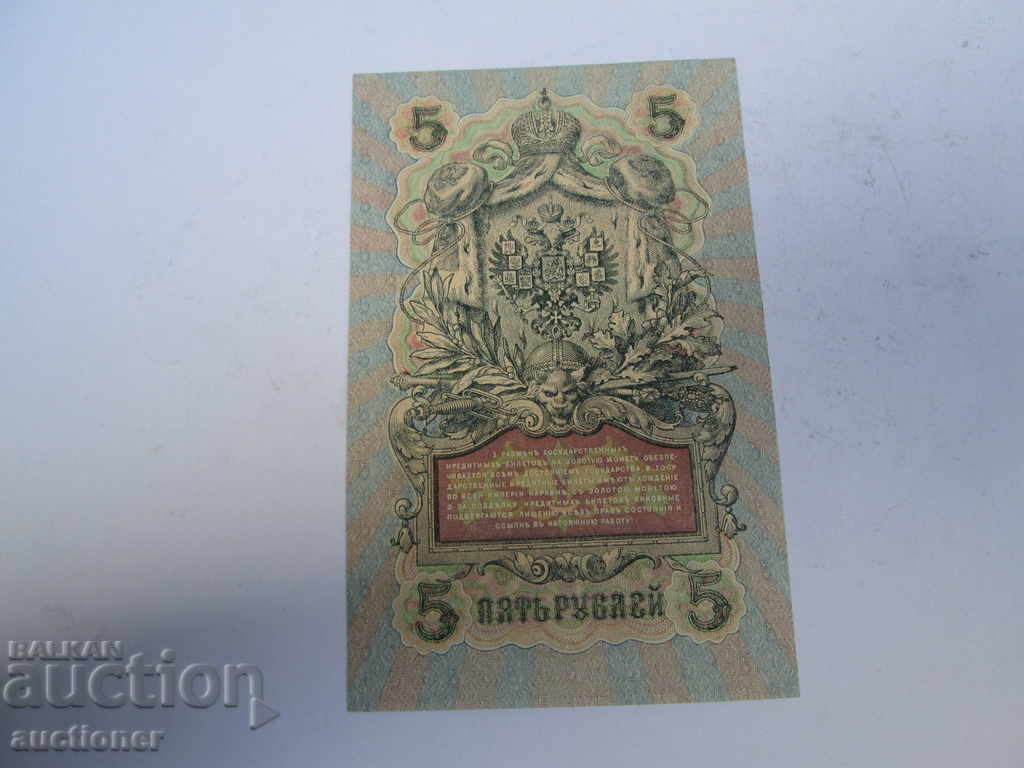 5 5
1. РАЗМѢНЪ ГОСУДАРСТВЕННЫХЪ
КРЕДИТНЫХЪ БИЛЕТОВЪ НА ЗОЛОТУЮ МОНЕТУ ОБЕЗПЕ-
ЧИВАЕТСЯ ВСѢМЪ ДОСТОЯНІЕМЪ ГОСУДАРСТВА. 2. ГОСУ
ДАРСТВЕННЫЕ КРЕДИТНЫЕ БИЛЕТЫ ИМѢЮТЪ ХОЖДЕНІЕ
ВО ВСЕЙ ИМПЕРІИ НАРАВНѢ СЪ ЗОЛОТОЮ МОНЕТОЮ
3. ЗА ПОДДѢЛКУ КРЕДИТНЫХЪ БИЛЕТОВЪ ВИНОВНЫЕ
ПОДВЕРГАЮТСЯ ЛИШЕНІЮ ВСѢХЪ ПРАВЪ СОСТОЯНІЯ И
ССЫЛКѢ ВЪ КАТОРЖНУЮ РАБОТУ
5 ПЯТЬ РУБЛЕЙ 5
BALKAN
auction
auctioner